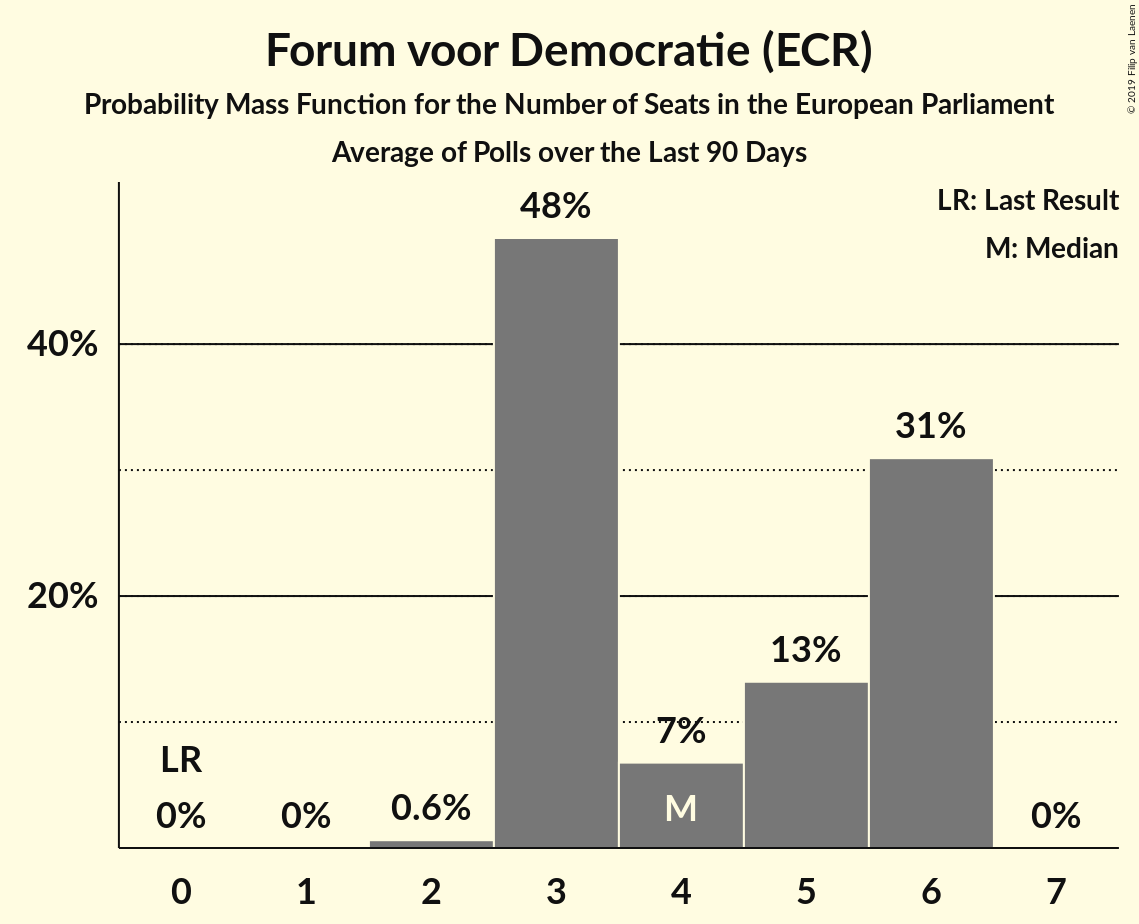 Forum voor Democratie (ECR)
Probability Mass Function for the Number of Seats in the European Parliament
Average of Polls over the Last 90 Days
© 2019 Filip van Laenen
LR: Last Result
M: Median
48%
40%
31%
20%
13%
7%
LR
M
0%
0%
0.6%
0%
0 1 2 3 4 5 6 7